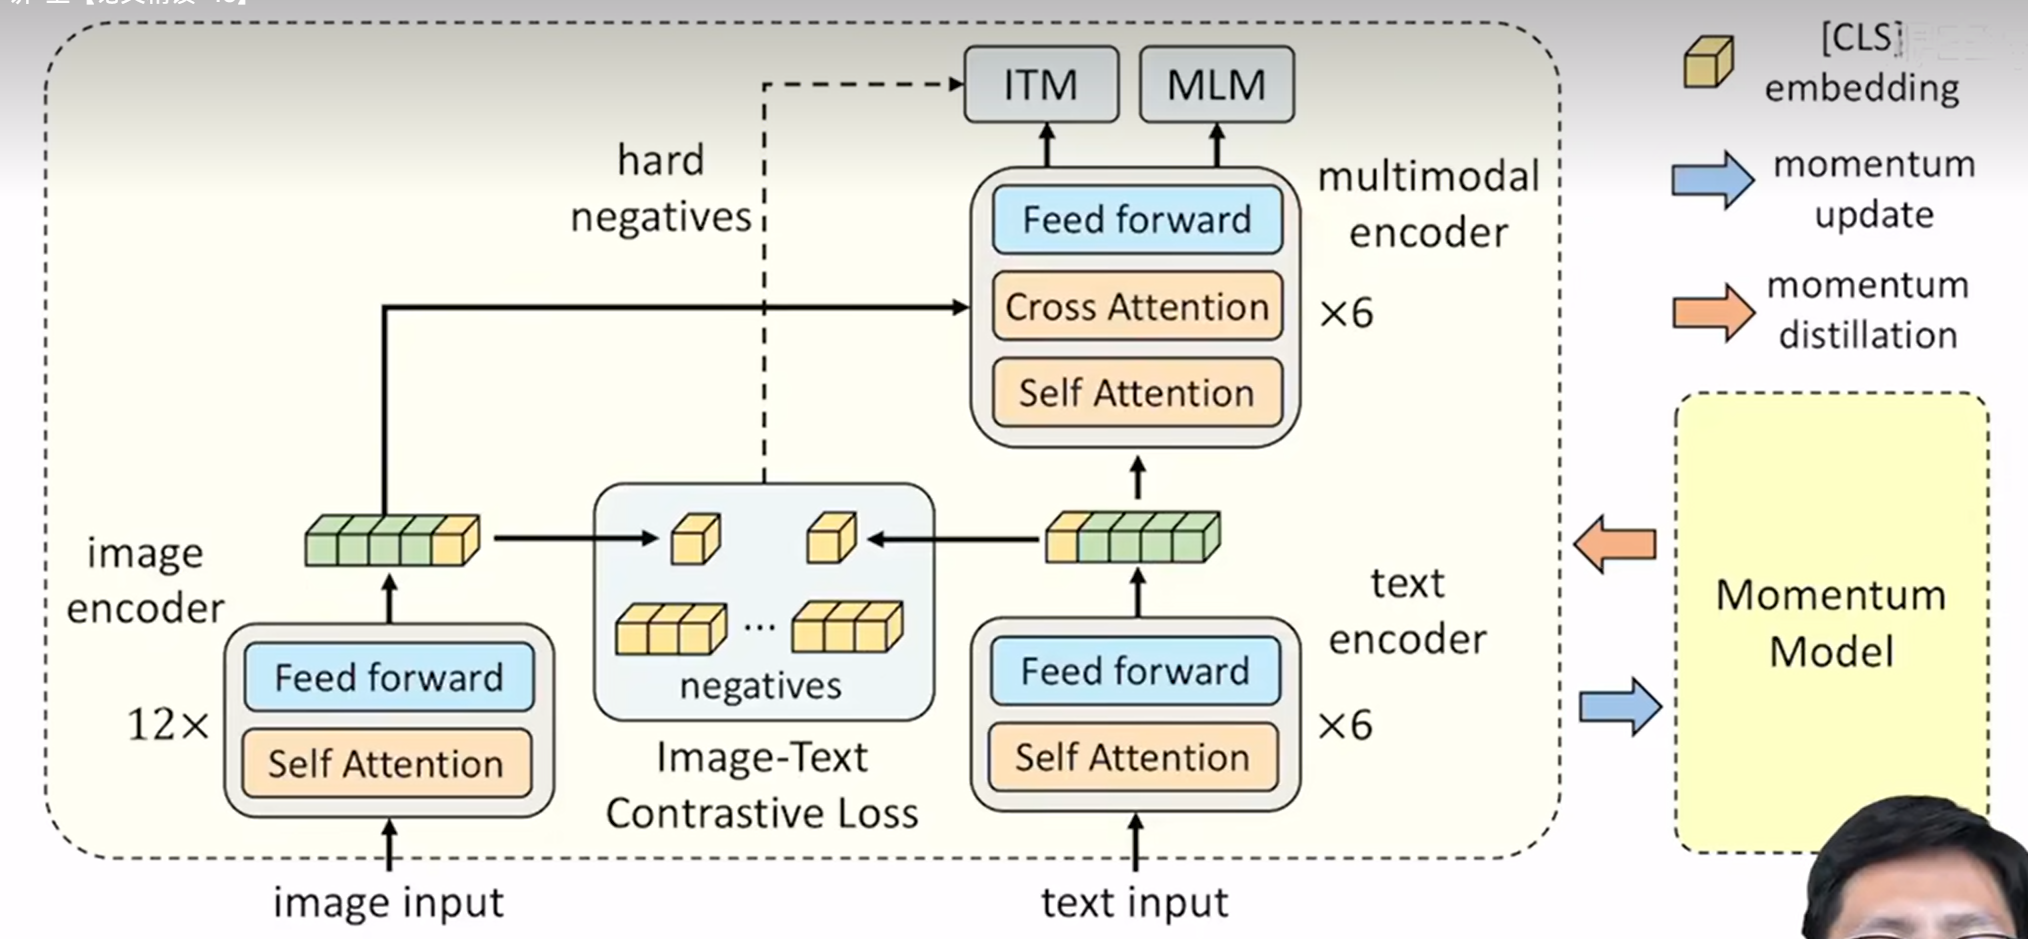 ITM
MLM
[CLS]
embedding
hard
negatives
Feed forward
Cross Attention
Self Attention
multimodal
encoder
×6
momentum
update
momentum
distillation
image
encoder
12×
Feed forward
Self Attention
...
negatives
Image-Text
Contrastive Loss
Feed forward
Self Attention
text
encoder
×6
Momentum
Model
image input
text input